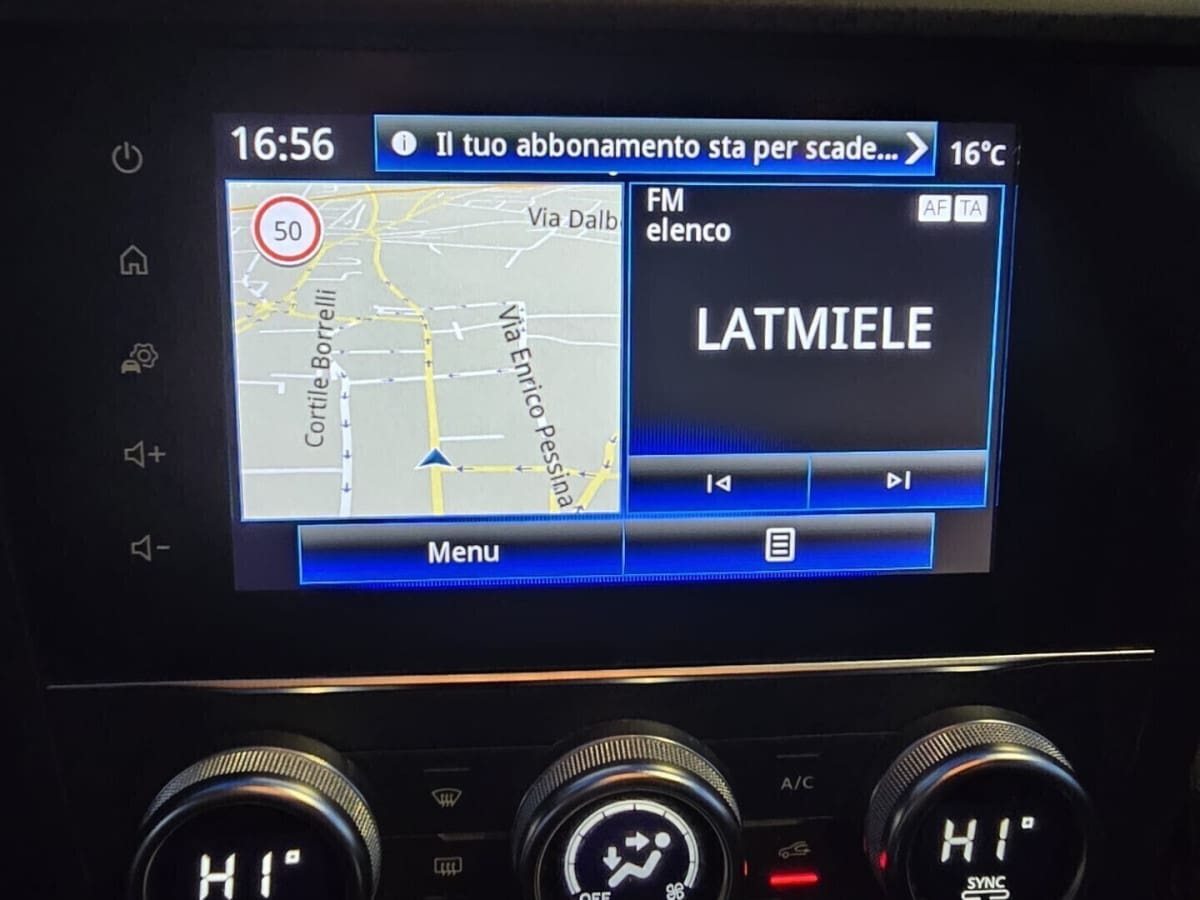 16:56
Il tuo abbonamento sta per scade...
16°C
50
Via Dalb
Cortile Borrelli
Via Enrico Pessina
FM
elenco
AF TA
LATMIELE
Menu
A/C
HI°
OFF
HI°
SYNC